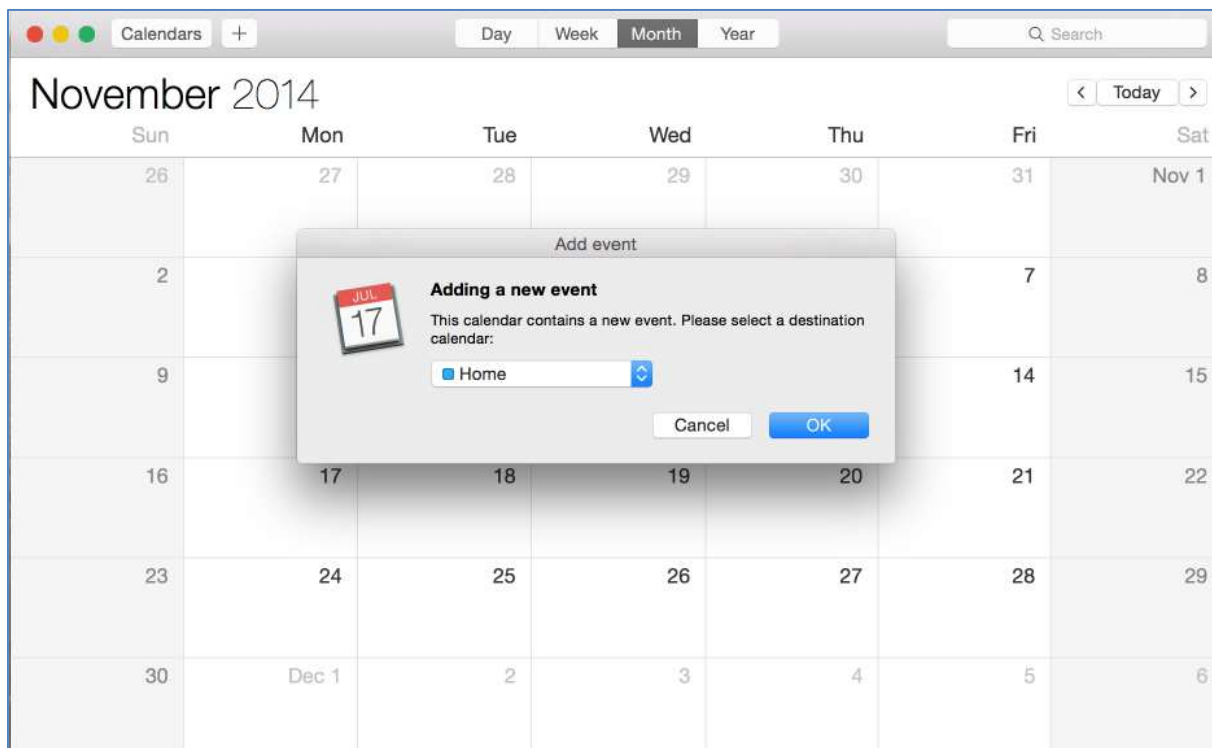 Calendars + Day Week Month Year Search
November 2014
< Today >
Sun Mon Tue Wed Thu Fri Sat
26 27 28 29 30 31 Nov 1
Add event
2 7 8
Adding a new event
JUL
17
This calendar contains a new event. Please select a destination
calendar:
9 14 15
Home
Cancel OK
16 17 18 19 20 21 22
23 24 25 26 27 28 29
30 Dec 1 2 3 4 5 6